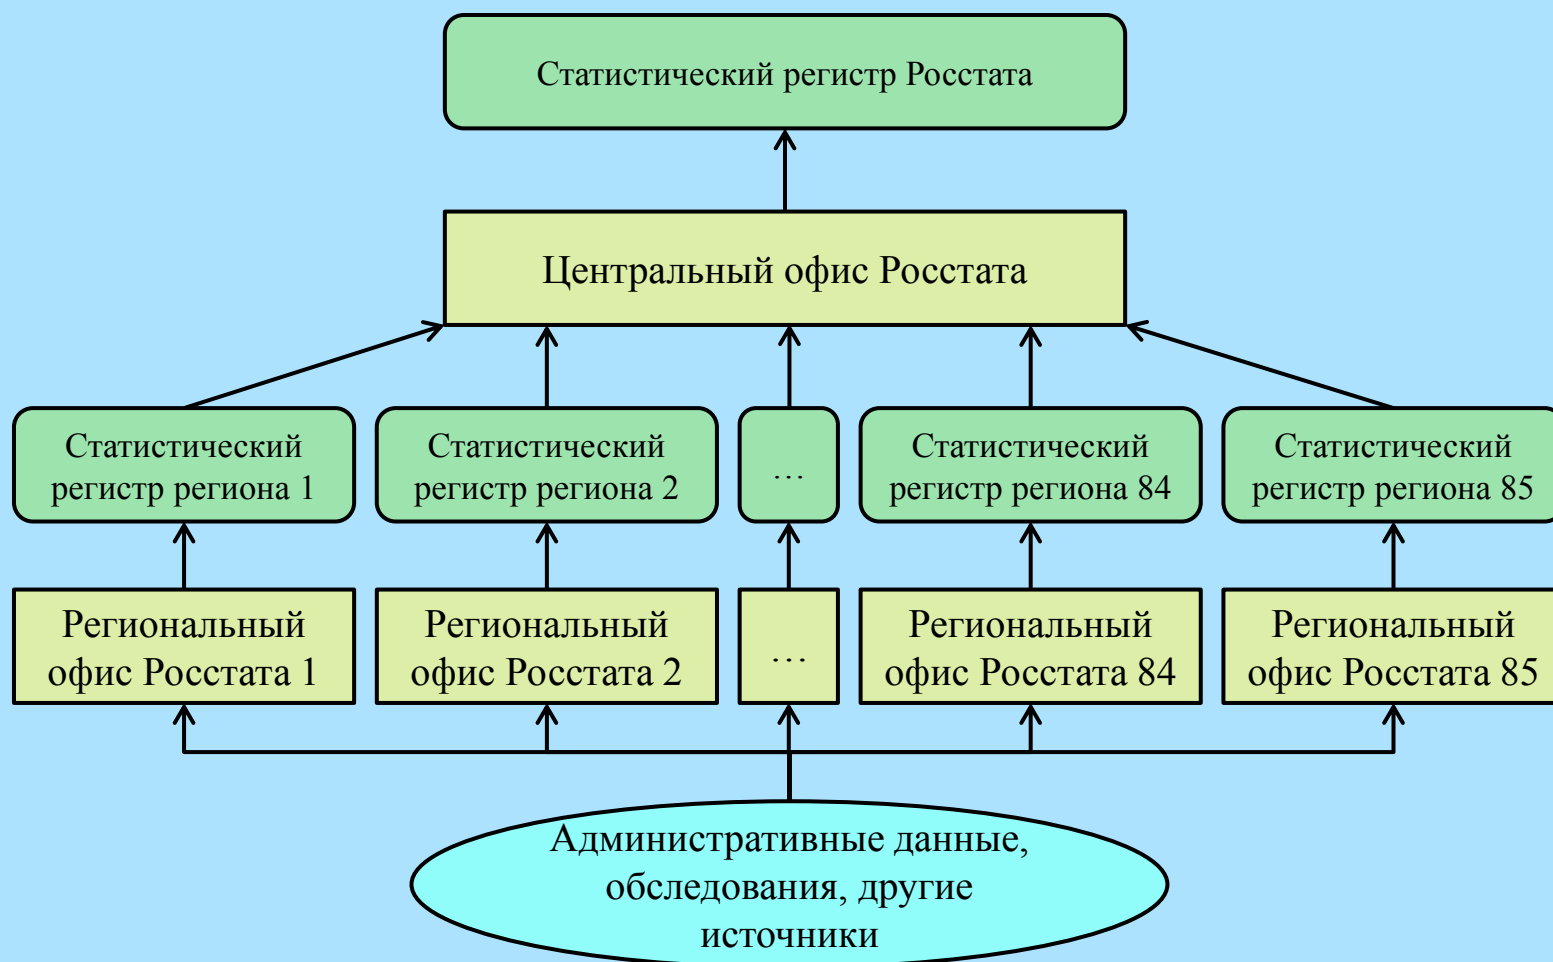 Статистический регистр Росстата
Центральный офис Росстата
Статистический
регистр региона 1
Статистический
регистр региона 2
...
Статистический
регистр региона 84
Статистический
регистр региона 85
Региональный
офис Росстата 1
Региональный
офис Росстата 2
...
Региональный
офис Росстата 84
Региональный
офис Росстата 85
Административные данные,
обследования, другие
источники